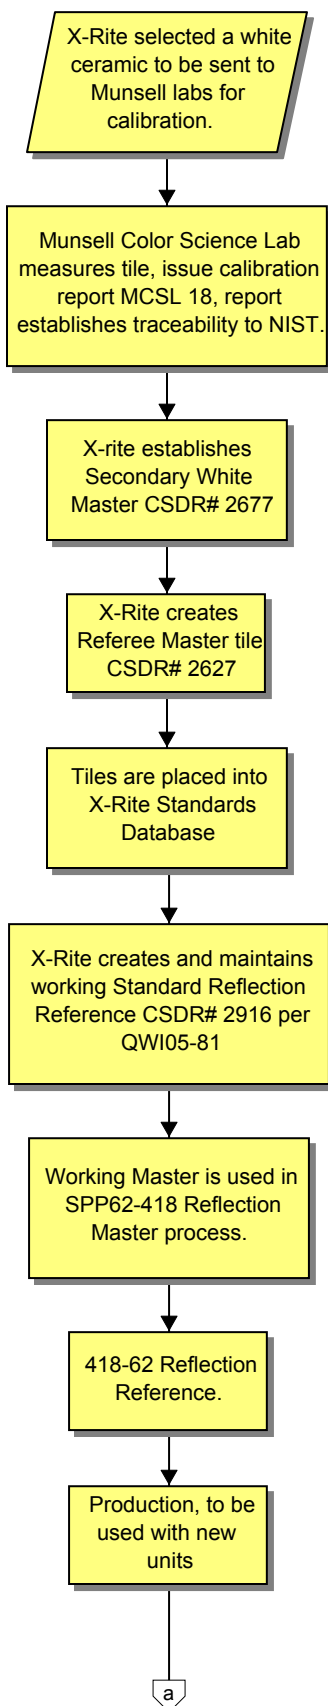 X-Rite selected a white
ceramic to be sent to
Munsell labs for
calibration.
Munsell Color Science Lab
measures tile, issue calibration
report MCSL 18, report
establishes traceability to NIST.
X-rite establishes
Secondary White
Master CSDR# 2677
X-Rite creates
Referee Master tile
CSDR# 2627
Tiles are placed into
X-Rite Standards
Database
X-Rite creates and maintains
working Standard Reflection
Reference CSDR# 2916 per
QWI05-81
Working Master is used in
SPP62-418 Reflection
Master process.
418-62 Reflection
Reference.
Production, to be
used with new
units
a